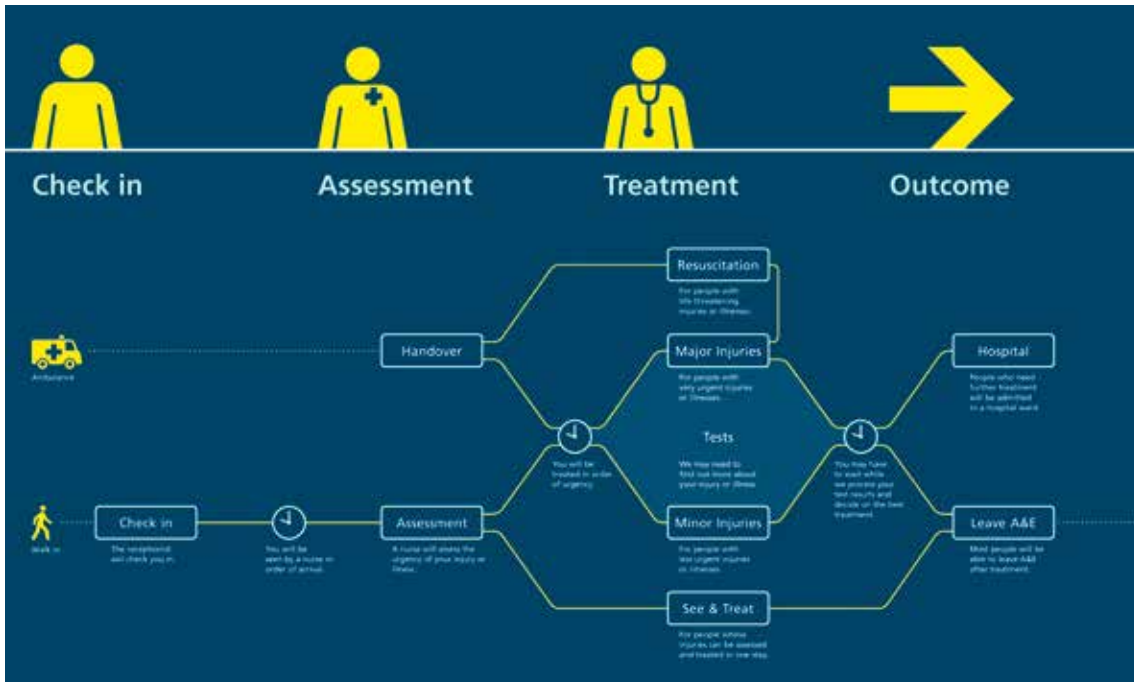 Check in
Assessment
Treatment
Outcome
Resuscitation
For people with
life threatening
injuries or illnesses.
Ambulance
Handover
Major Injuries
For people with
very urgent injuries
or illnesses.
Hospital
People who need
further treatment
will be admitted
to a hospital ward.
You will be
treated in order
of urgency.
Tests
We may need to
find out more about
your injury or illness.
You may have
to wait while
we process your
test results and
decide on the best
treatment.
Walk in
Check in
The receptionist
will check you in.
You will be
seen by a nurse in
order of arrival.
Assessment
A nurse will assess the
urgency of your injury or
illness.
Minor Injuries
For people with
less urgent injuries
or illnesses.
Leave A&E
Most people will be
able to leave A&E
after treatment.
See & Treat
For people whose
injuries can be assessed
and treated in one step.